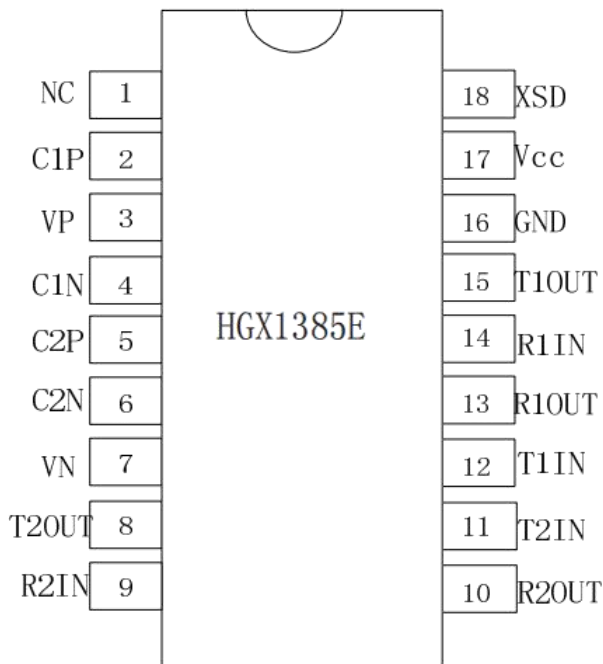 NC 1 18 XSD
C1P 2 17 Vcc
VP 3 16 GND
C1N 4 15 T1OUT
C2P 5 HGX1385E 14 R1IN
C2N 6 13 R1OUT
VN 7 12 T1IN
T2OUT 8 11 T2IN
R2IN 9 10 R2OUT